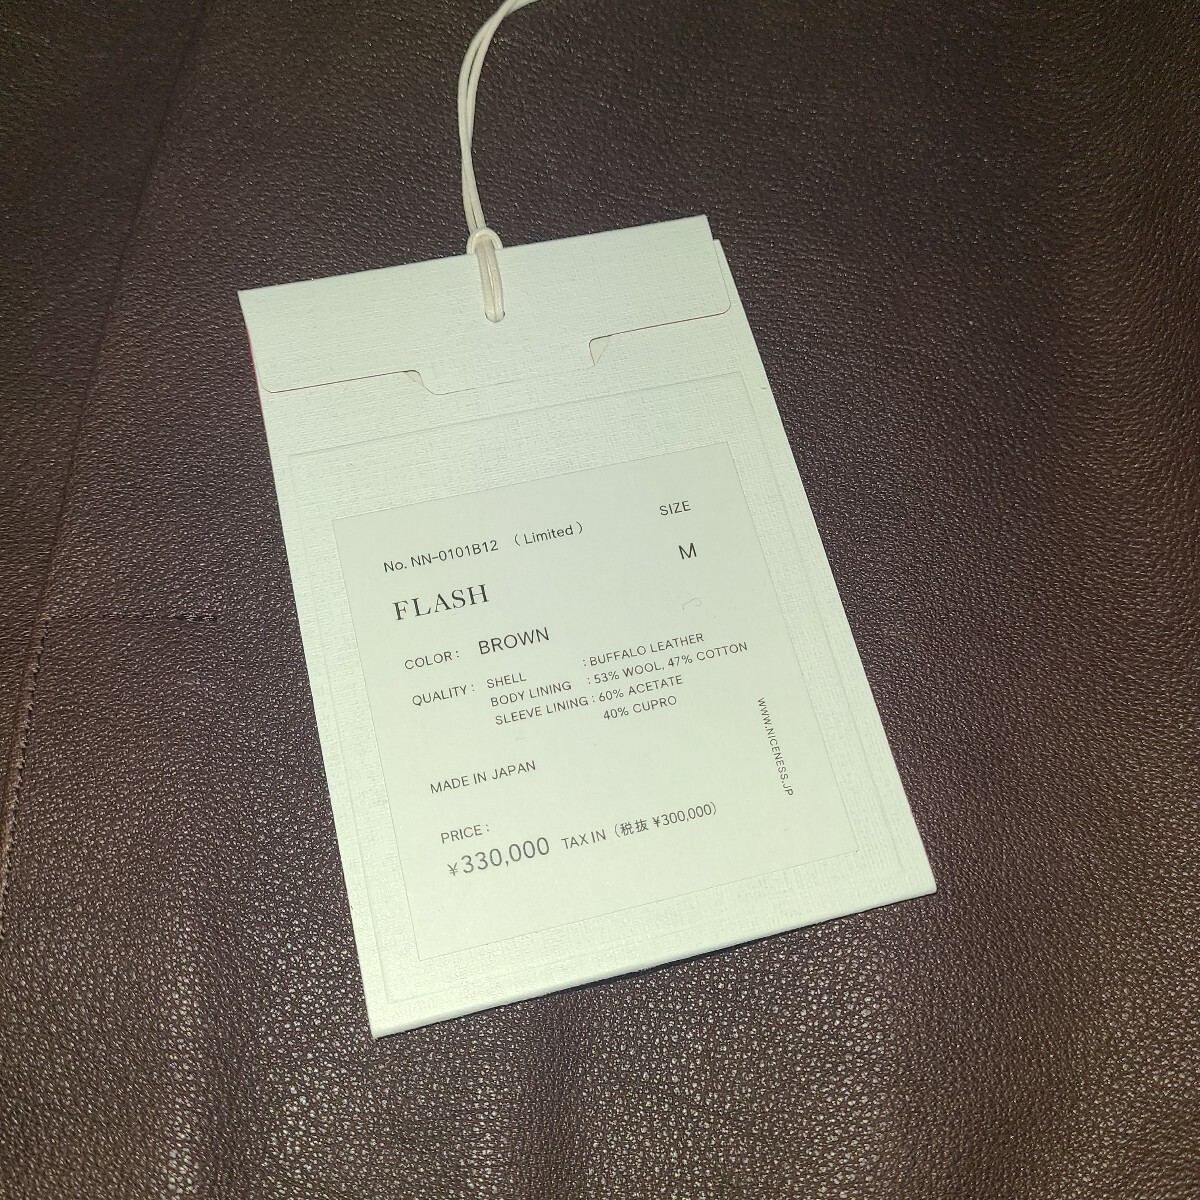 No. NN-0101B12 ( Limited )
SIZE
FLASH
M
COLOR : BROWN
QUALITY : SHELL : BUFFALO LEATHER
BODY LINING : 53% WOOL, 47% COTTON
SLEEVE LINING : 60% ACETATE
40% CUPRO
MADE IN JAPAN
WWW.NICENESS.JP
PRICE :
¥330,000 TAX IN (税抜 ¥300,000)